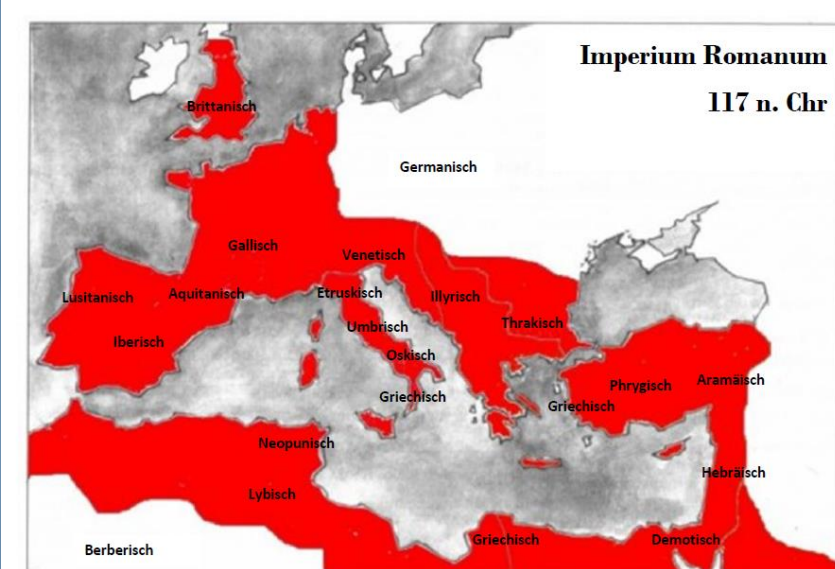 Imperium Romanum
117 n. Chr
Brittanisch
Germanisch
Gallisch
Venetisch
Lusitanisch
Aquitanisch
Etruskisch
Illyrisch
Umbrisch
Thrakisch
Iberisch
Oskisch
Phrygisch
Aramäisch
Griechisch
Griechisch
Neopunisch
Hebräisch
Lybisch
Griechisch
Demotisch
Berberisch